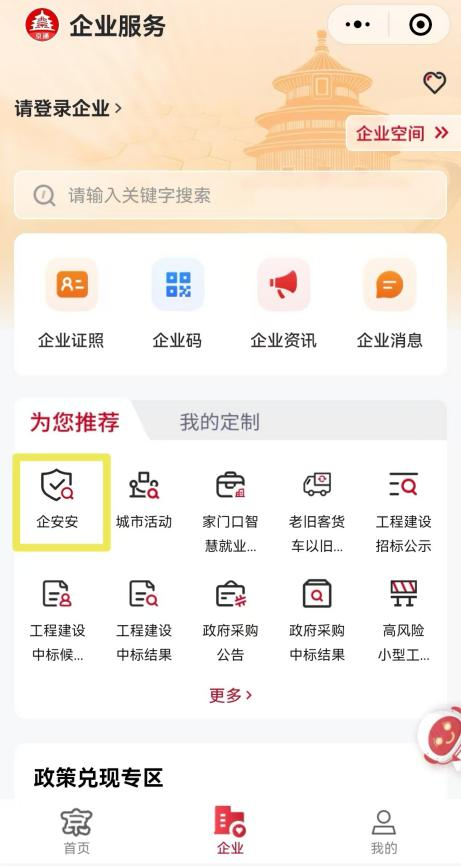 京通
企业服务
请登录企业
企业空间
请输入关键字搜索
企业证照
企业码
企业资讯
企业消息
为您推荐
我的定制
企安安
城市活动
家门口智
慧就业...
老旧客货
车以旧...
工程建设
招标公示
工程建设
中标候...
工程建设
中标结果
政府采购
公告
政府采购
中标结果
高风险
小型工...
更多
政策兑现专区
首页
企业
我的